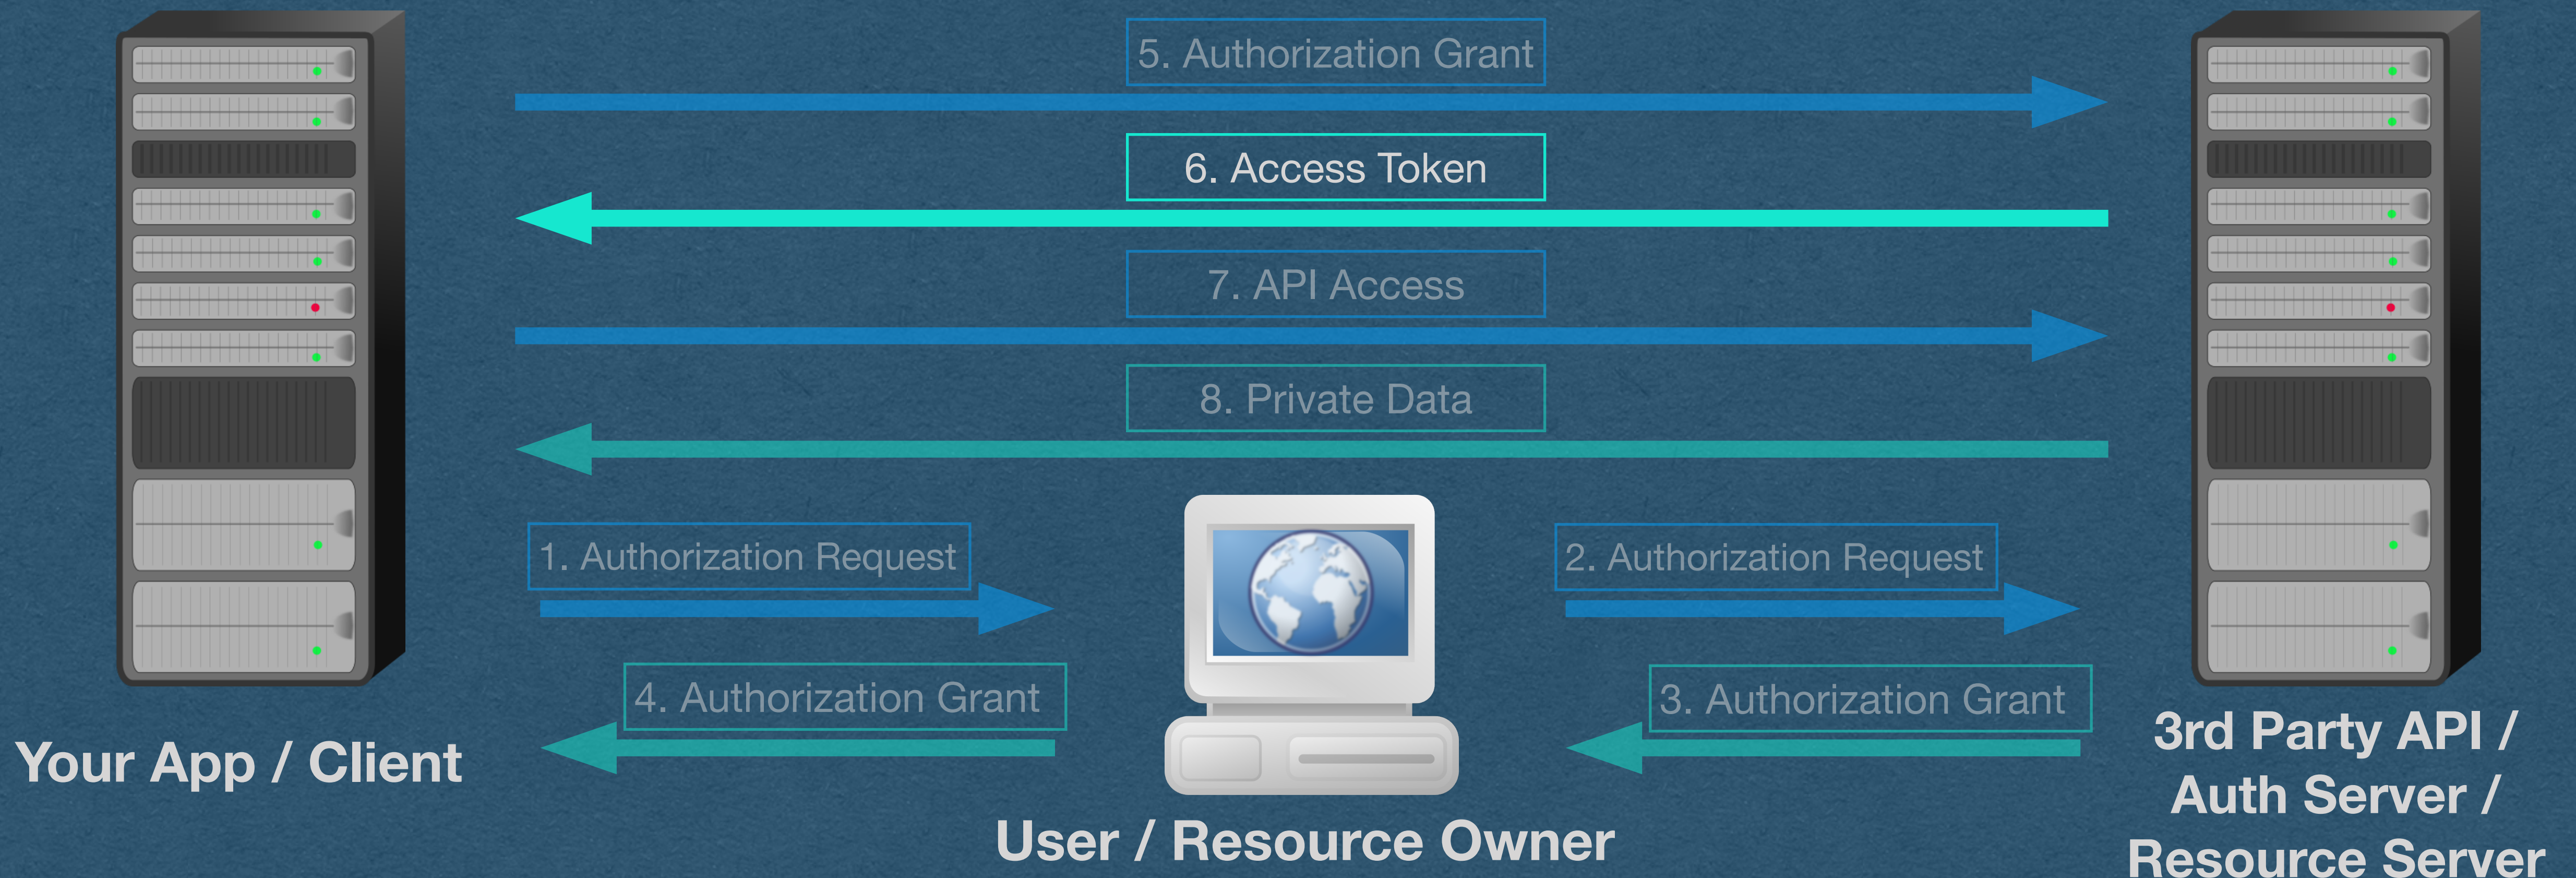 5. Authorization Grant
6. Access Token
7. API Access
8. Private Data
1. Authorization Request
2. Authorization Request
4. Authorization Grant
3. Authorization Grant
Your App / Client
User / Resource Owner
3rd Party API /
Auth Server /
Resource Server